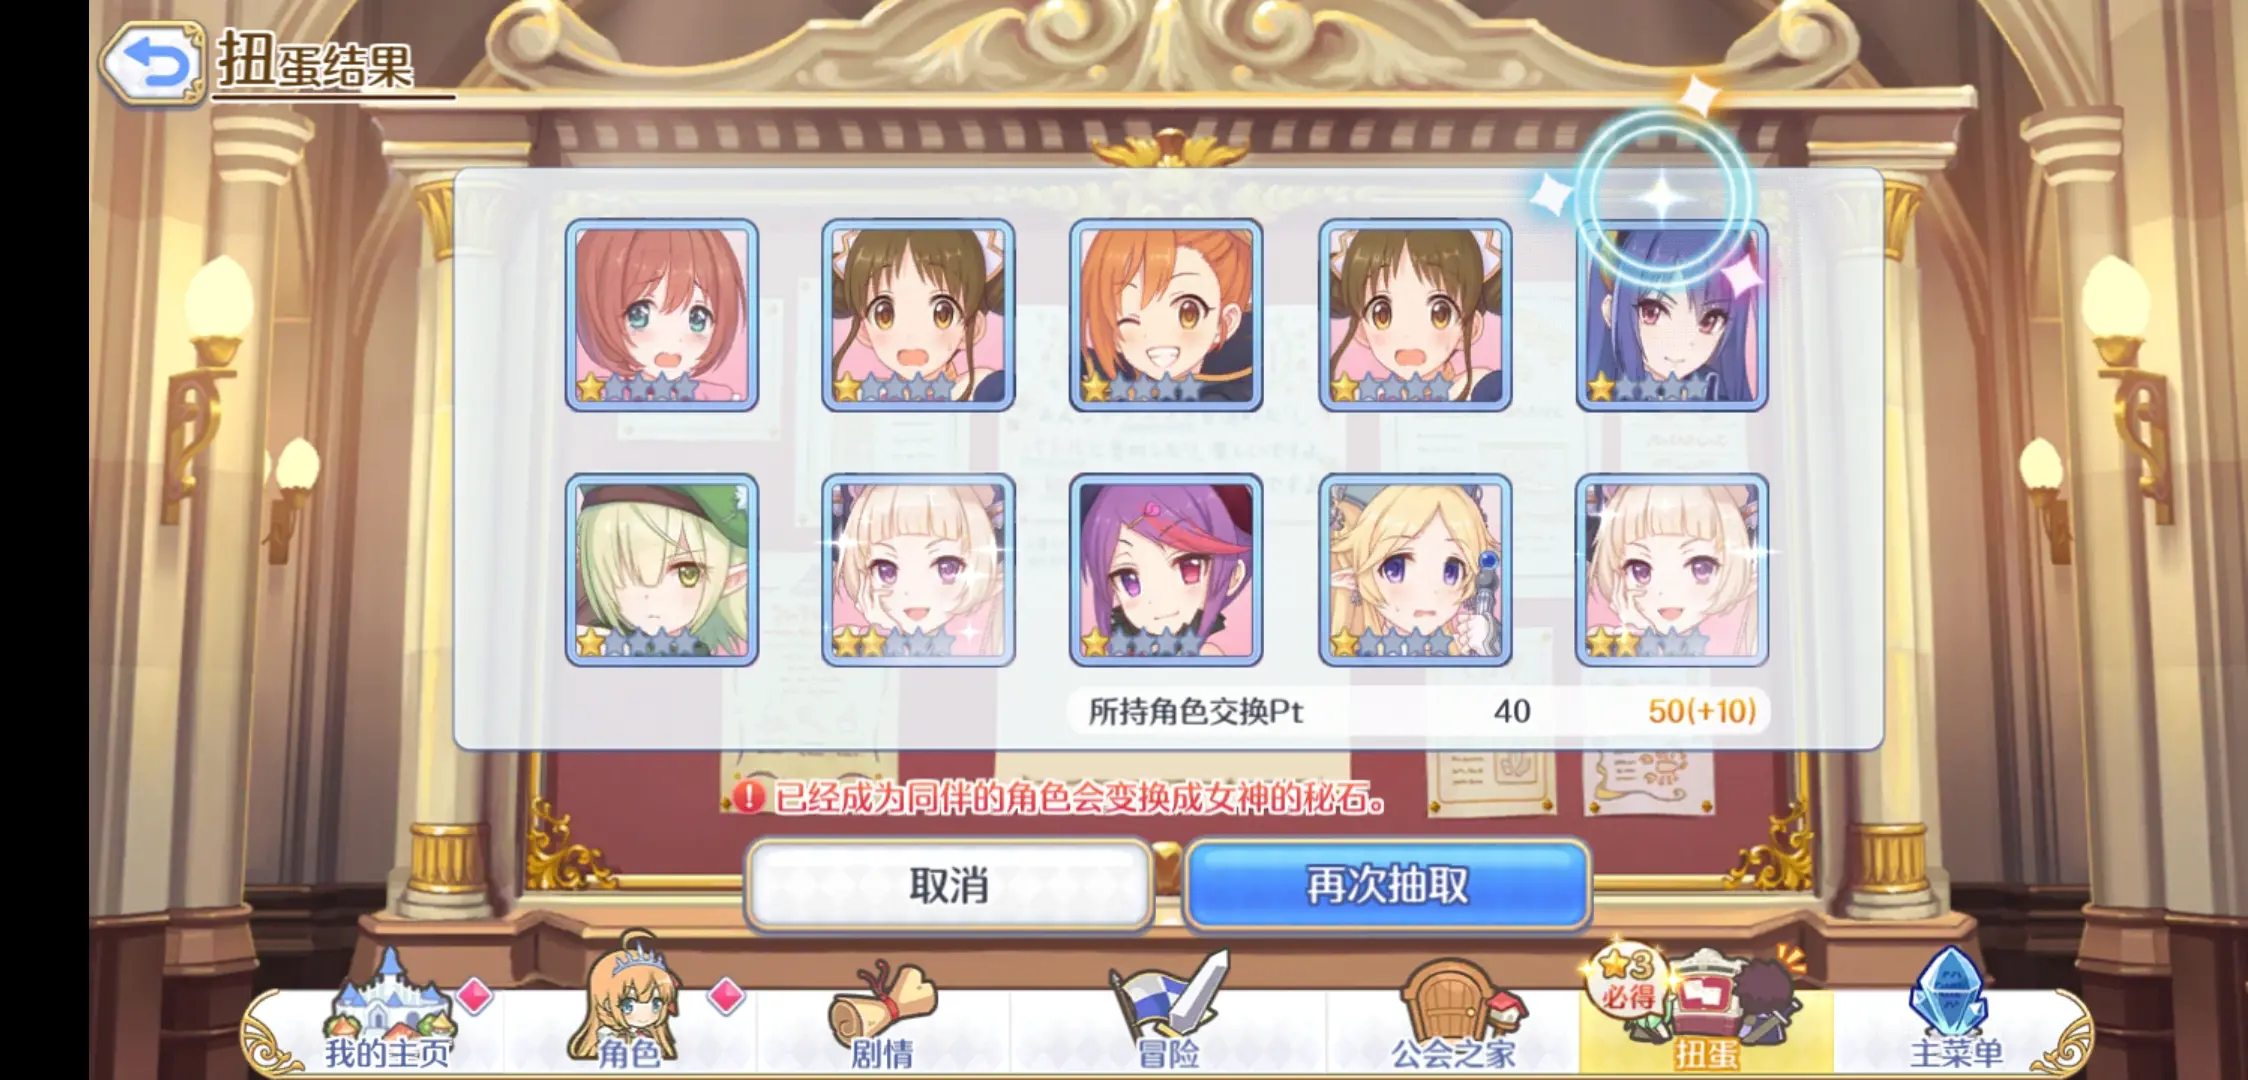 扭蛋结果
所持角色交换Pt 40 50(+10)
已经成为同伴的角色会变换成女神的秘石。
取消
再次抽取
3
必得
我的主页
角色
剧情
冒险
公会之家
扭蛋
主菜单